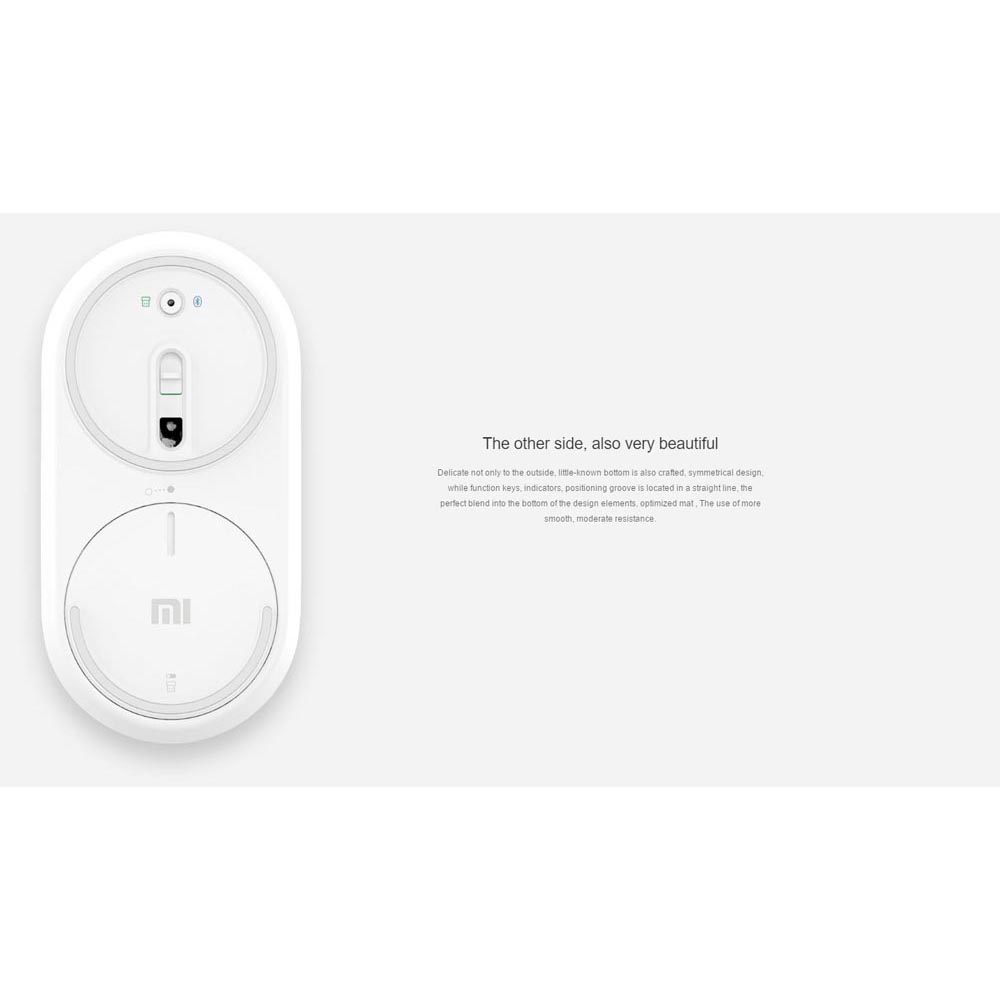 mi
The other side, also very beautiful
Delicate not only to the outside, little-known bottom is also crafted, symmetrical design,
while function keys, indicators, positioning groove is located in a straight line, the
perfect blend into the bottom of the design elements, optimized mat , The use of more
smooth, moderate resistance.